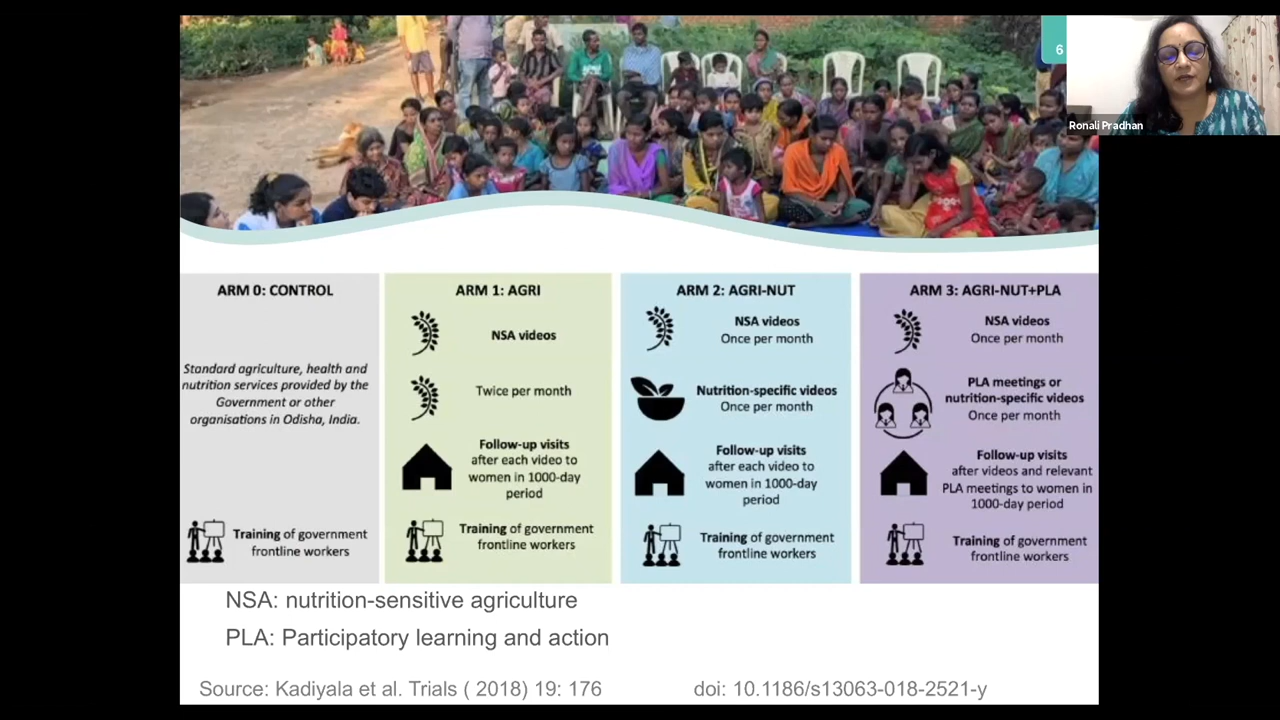 6
Ronali Pradhan
ARM 0: CONTROL
Standard agriculture, health and
nutrition services provided by the
Government or other
organisations in Odisha, India.
Training of government
frontline workers
ARM 1: AGRI
NSA videos
Twice per month
Follow-up visits
after each video to
women in 1000-day
period
Training of government
frontline workers
ARM 2: AGRI-NUT
NSA videos
Once per month
Nutrition-specific videos
Once per month
Follow-up visits
after each video to
women in 1000-day
period
Training of government
frontline workers
ARM 3: AGRI-NUT+PLA
NSA videos
Once per month
PLA meetings or
nutrition-specific videos
Once per month
Follow-up visits
after videos and relevant
PLA meetings to women in
1000-day period
Training of government
frontline workers
NSA: nutrition-sensitive agriculture
PLA: Participatory learning and action
Source: Kadiyala et al. Trials ( 2018) 19: 176
doi: 10.1186/s13063-018-2521-y